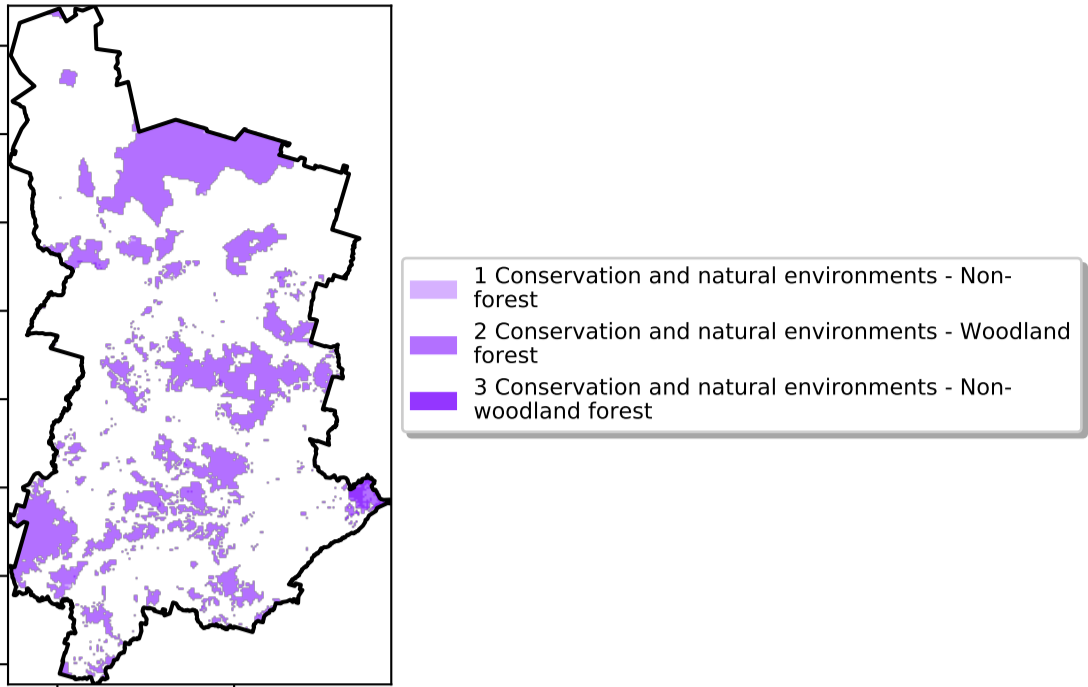 1 Conservation and natural environments - Non-
forest
2 Conservation and natural environments - Woodland
forest
3 Conservation and natural environments - Non-
woodland forest